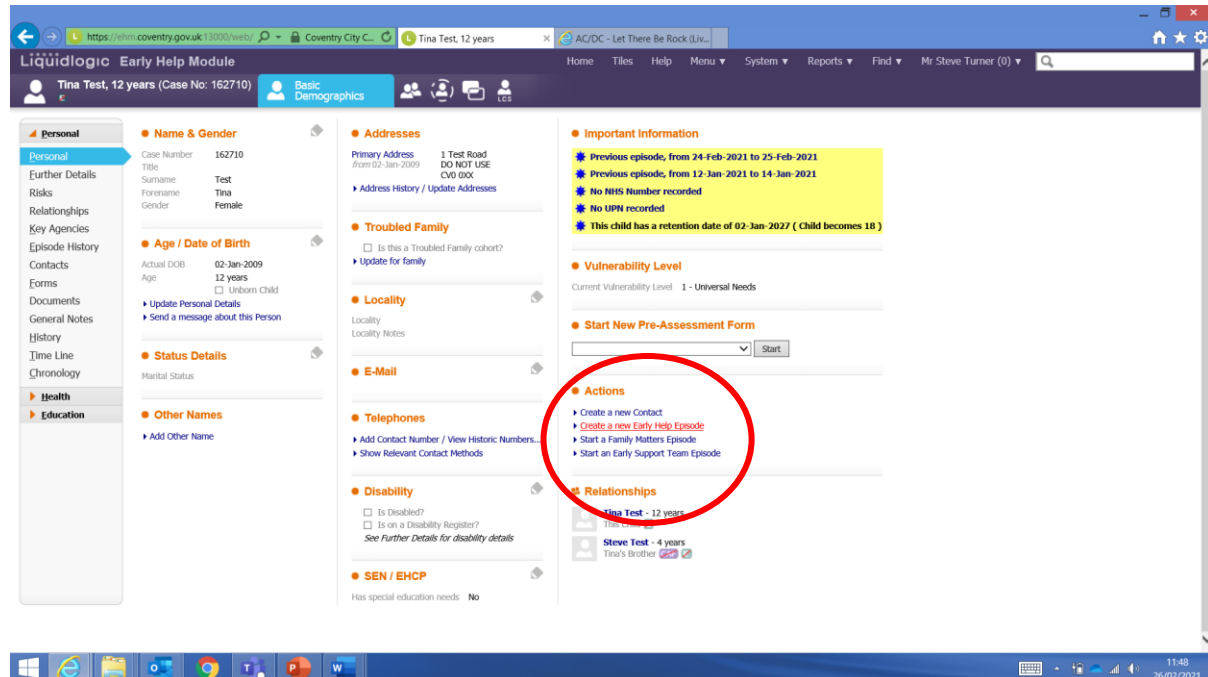 https://ehm.coventry.gov.uk:13000/web/
Coventry City C...
Tina Test, 12 years
AC/DC - Let There Be Rock (Liv...
Liquidlogic Early Help Module
Home Tiles Help Menu System Reports Find Mr Steve Turner (0)
Tina Test, 12 years (Case No: 162710)
E
Basic
Demographics
LCS
Personal
Personal
Further Details
Risks
Relationships
Key Agencies
Episode History
Contacts
Forms
Documents
General Notes
History
Time Line
Chronology
Health
Education
Name & Gender
Case Number 162710
Title
Surname Test
Forename Tina
Gender Female
Age / Date of Birth
Actual DOB 02-Jan-2009
Age 12 years
Unborn Child
Update Personal Details
Send a message about this Person
Status Details
Marital Status
Other Names
Add Other Name
Addresses
Primary Address 1 Test Road
from 02-Jan-2009 DO NOT USE
CV0 0XX
Address History / Update Addresses
Troubled Family
Is this a Troubled Family cohort?
Update for family
Locality
Locality
Locality Notes
E-Mail
Telephones
Add Contact Number / View Historic Numbers...
Show Relevant Contact Methods
Disability
Is Disabled?
Is on a Disability Register?
See Further Details for disability details
SEN / EHCP
Has special education needs No
Important Information
Previous episode, from 24-Feb-2021 to 25-Feb-2021
Previous episode, from 12-Jan-2021 to 14-Jan-2021
No NHS Number recorded
No UPN recorded
This child has a retention date of 02-Jan-2027 ( Child becomes 18 )
Vulnerability Level
Current Vulnerability Level 1 - Universal Needs
Start New Pre-Assessment Form
Start
Actions
Create a new Contact
Create a new Early Help Episode
Start a Family Matters Episode
Start an Early Support Team Episode
Relationships
Tina Test - 12 years
This Child
Steve Test - 4 years
Tina's Brother
11:48
26/02/2021